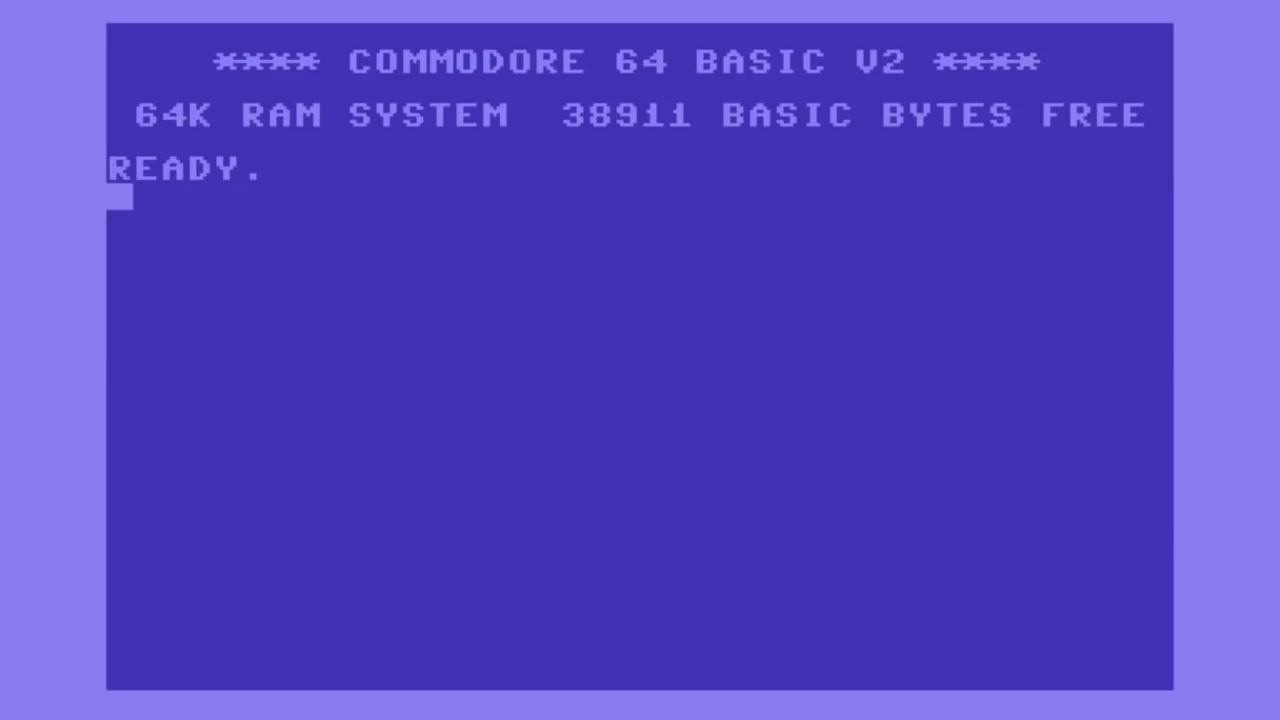 **** COMMODORE 64 BASIC V2 ****
64K RAM SYSTEM  38911 BASIC BYTES FREE
READY.